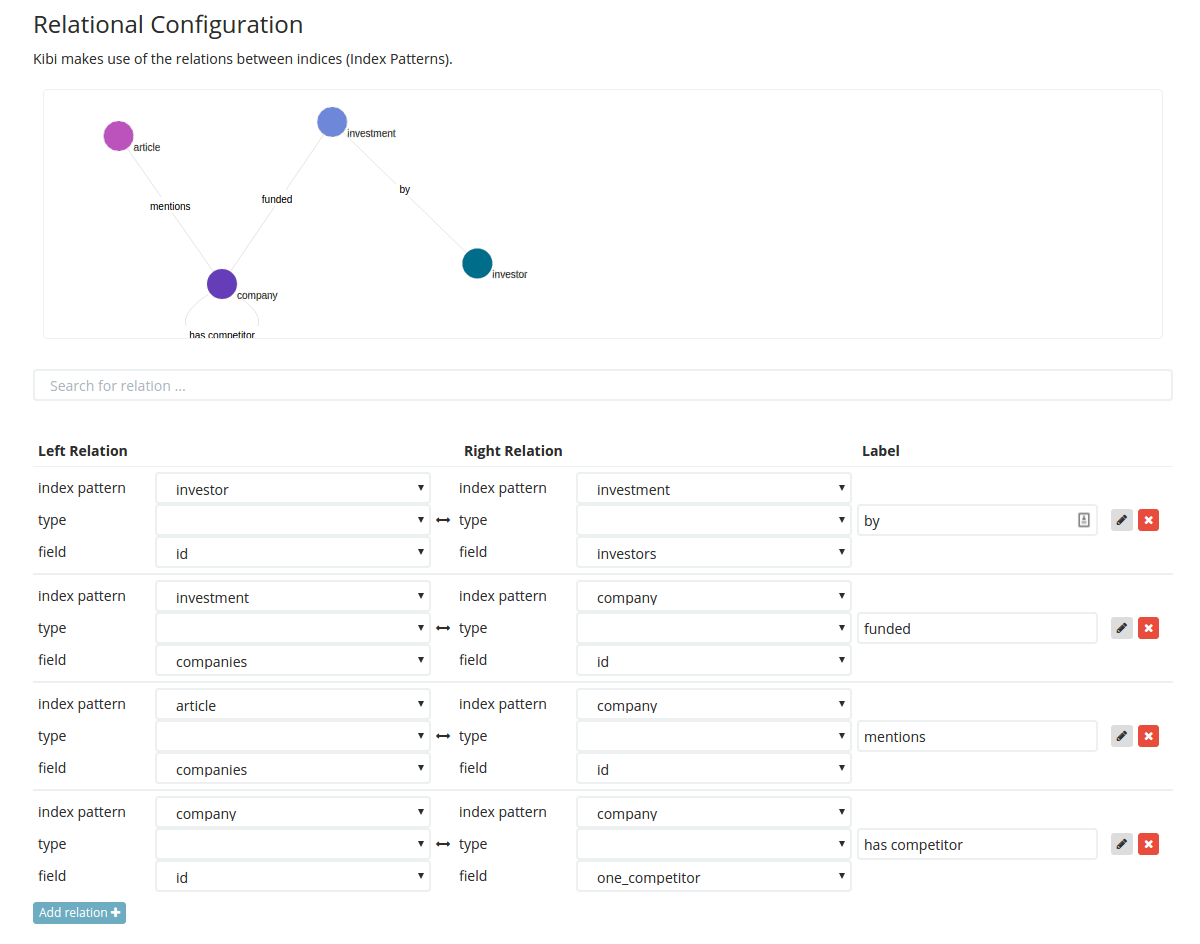 Relational Configuration
Kibi makes use of the relations between indices (Index Patterns).
investment
article
by
funded
mentions
investor
company
has competitor
Search for relation ...
Left Relation Right Relation Label
index pattern investor index pattern investment
type type by
field id field investors
index pattern investment index pattern company
type type funded
field companies field id
index pattern article index pattern company
type type mentions
field companies field id
index pattern company index pattern company
type type has competitor
field id field one_competitor
Add relation